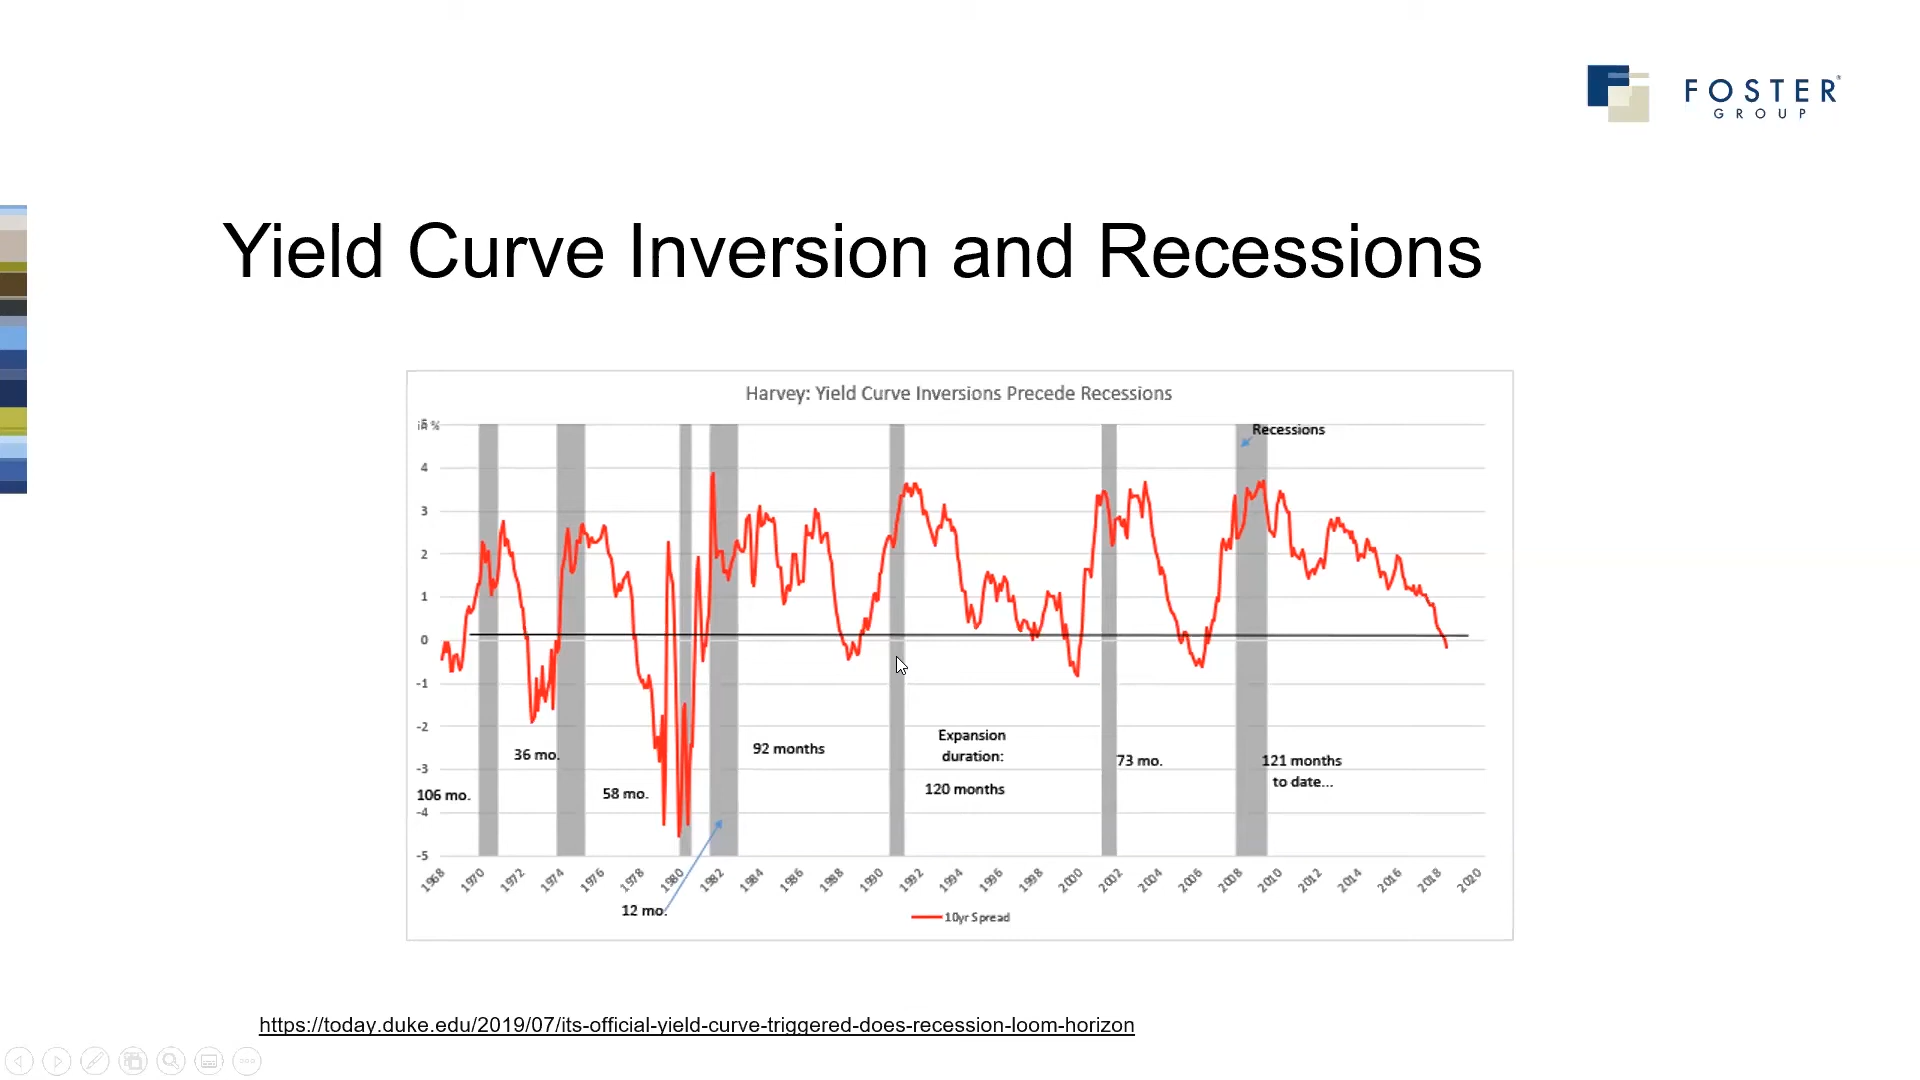 FOSTER
GROUP
Yield Curve Inversion and Recessions
Harvey: Yield Curve Inversions Precede Recessions
%
Recessions
4
3
2
1
0
-1
-2
-3
-4
-5
106 mo.
36 mo.
58 mo.
92 months
Expansion
duration:
120 months
73 mo.
121 months
to date...
12 mo.
1968 1970 1972 1974 1976 1978 1980 1982 1984 1986 1988 1990 1992 1994 1996 1998 2000 2002 2004 2006 2008 2010 2012 2014 2016 2018 2020
10yr Spread
https://today.duke.edu/2019/07/its-official-yield-curve-triggered-does-recession-loom-horizon